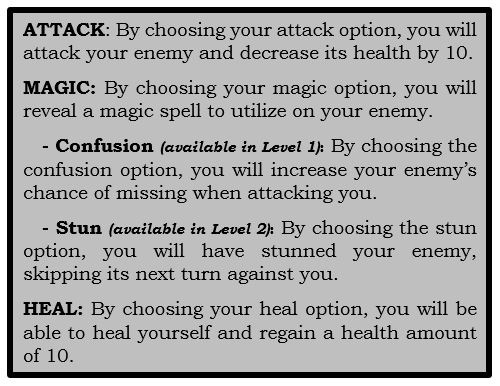 ATTACK: By choosing your attack option, you will
attack your enemy and decrease its health by 10.
MAGIC: By choosing your magic option, you will
reveal a magic spell to utilize on your enemy.
- Confusion (available in Level 1): By choosing the
confusion option, you will increase your enemy's
chance of missing when attacking you.
- Stun (available in Level 2): By choosing the stun
option, you will have stunned your enemy,
skipping its next turn against you.
HEAL: By choosing your heal option, you will be
able to heal yourself and regain a health amount
of 10.